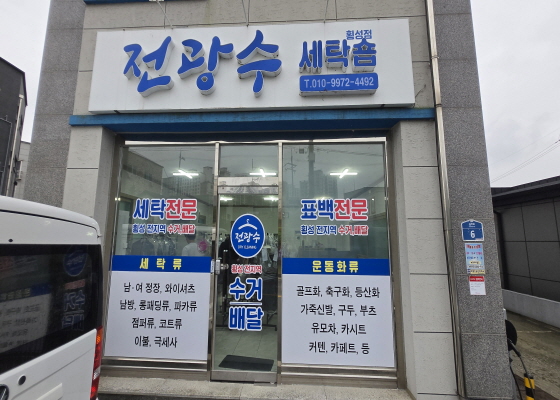 전광수
횡성점
세탁숍
T.010-9972-4492
세탁전문
횡성 전지역 수거 배달
세탁류
남·여 정장, 와이셔츠
남방, 롱패딩류, 파카류
점퍼류, 코트류
이불, 극세사
전광수
횡성 전지역
수거
배달
표백전문
횡성 전지역 수거 배달
운동화류
골프화, 축구화, 등산화
가죽신발, 구두, 부츠
유모차, 카시트
커텐, 카페트, 등
6